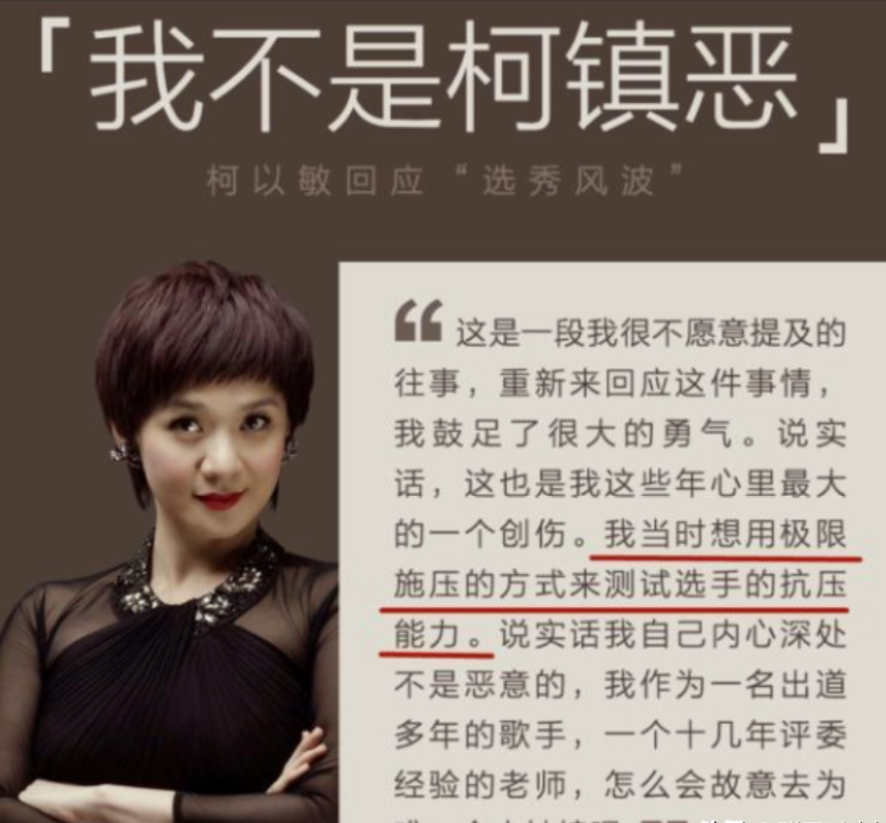 「我不是柯镇恶」
柯以敏回应“选秀风波”
“这是一段我很不愿意提及的
往事，重新来回应这件事情，
我鼓足了很大的勇气。说实
话，这也是我这些年心里最大
的一个创伤。我当时想用极限
施压的方式来测试选手的抗压
能力。说实话我自己内心深处
不是恶意的，我作为一名出道
多年的歌手，一个十几年评委
经验的老师，怎么会故意去为